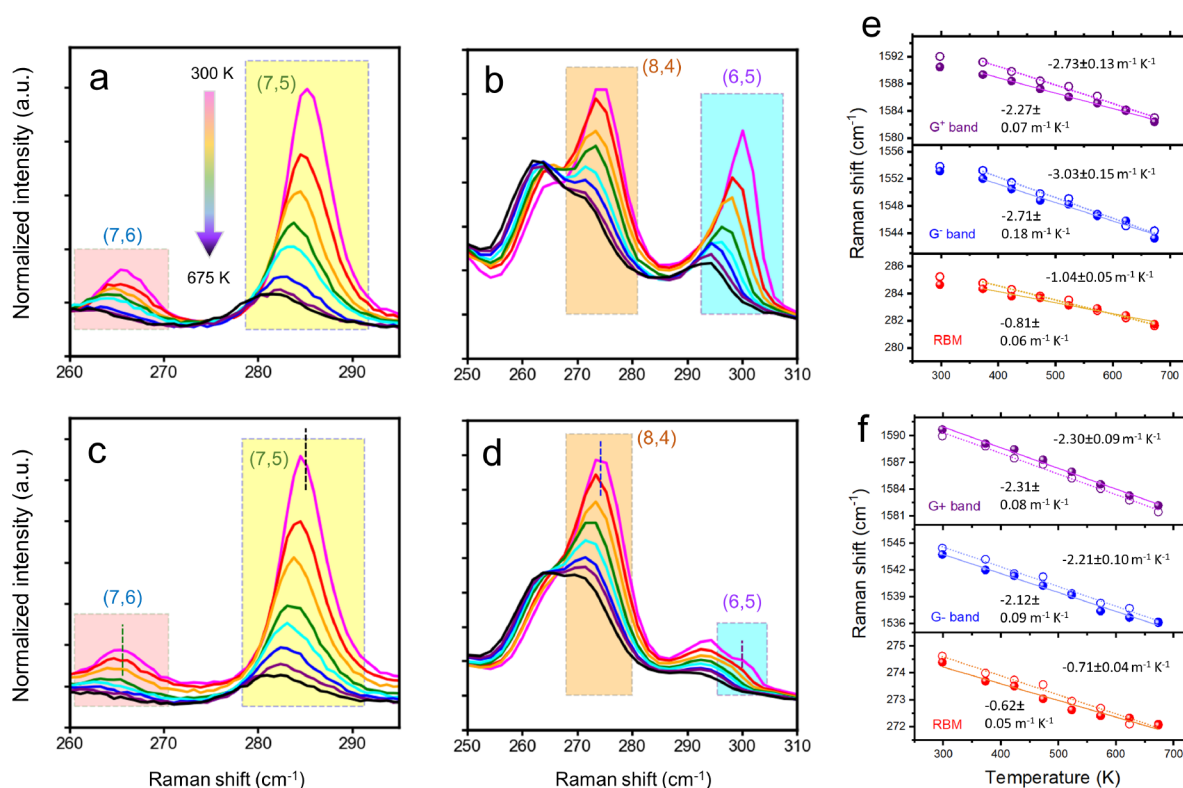 a
300 K
675 K
(7,6)
(7,5)
Normalized intensity (a.u.)
260 270 280 290
b
(8,4)
(6,5)
250 260 270 280 290 300 310
c
(7,6)
(7,5)
Normalized intensity (a.u.)
260 270 280 290
Raman shift (cm⁻¹)
d
(8,4)
(6,5)
250 260 270 280 290 300 310
Raman shift (cm⁻¹)
e
Raman shift (cm⁻¹)
1592
1588
1584
1580
-2.73±0.13 m⁻¹ K⁻¹
-2.27±
0.07 m⁻¹ K⁻¹
G⁺ band
1556
1552
1548
1544
-3.03±0.15 m⁻¹ K⁻¹
-2.71±
0.18 m⁻¹ K⁻¹
G⁻ band
286
284
282
280
-1.04±0.05 m⁻¹ K⁻¹
-0.81±
0.06 m⁻¹ K⁻¹
RBM
300 400 500 600 700
f
Raman shift (cm⁻¹)
1590
1587
1584
1581
-2.30±0.09 m⁻¹ K⁻¹
-2.31±
0.08 m⁻¹ K⁻¹
G+ band
1545
1542
1539
1536
-2.21±0.10 m⁻¹ K⁻¹
-2.12±
0.09 m⁻¹ K⁻¹
G- band
275
274
273
272
-0.71±0.04 m⁻¹ K⁻¹
-0.62±
0.05 m⁻¹ K⁻¹
RBM
300 400 500 600 700
Temperature (K)